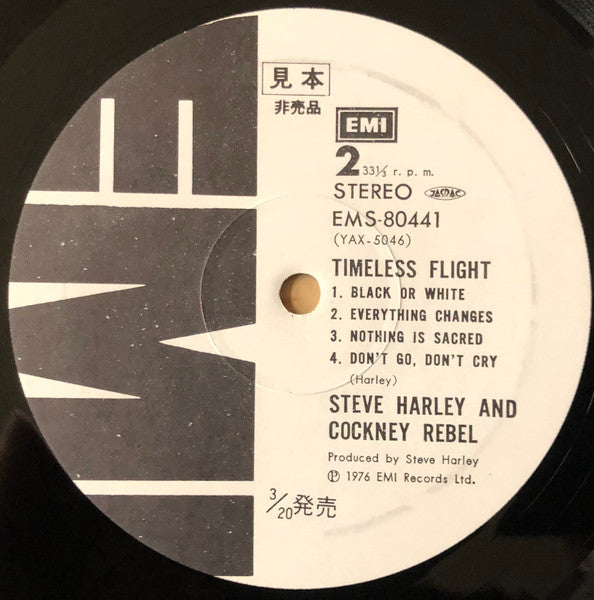 見本
非売品
EMI
2 33⅓ r. p. m.
STEREO JASRAC
EMS-80441
(YAX-5046)
TIMELESS FLIGHT
1. BLACK OR WHITE
2. EVERYTHING CHANGES
3. NOTHING IS SACRED
4. DON'T GO, DON'T CRY
(Harley)
STEVE HARLEY AND
COCKNEY REBEL
Produced by Steve Harley
Ⓟ 1976 EMI Records Ltd.
3/20発売
EMI